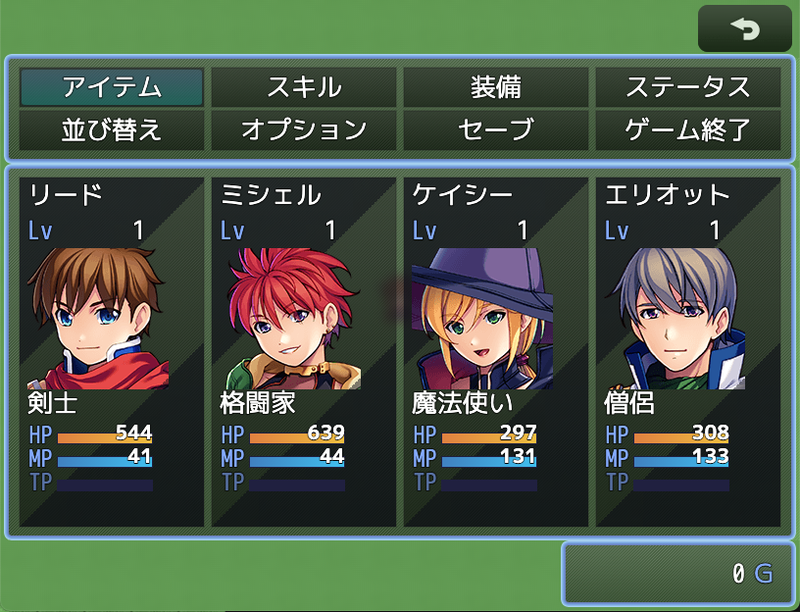 アイテム スキル 装備 ステータス
並び替え オプション セーブ ゲーム終了
リード ミシェル ケイシー エリオット
Lv 1 Lv 1 Lv 1 Lv 1
剣士 格闘家 魔法使い 僧侶
HP 544 HP 639 HP 297 HP 308
MP 41 MP 44 MP 131 MP 133
TP TP TP TP
0 G